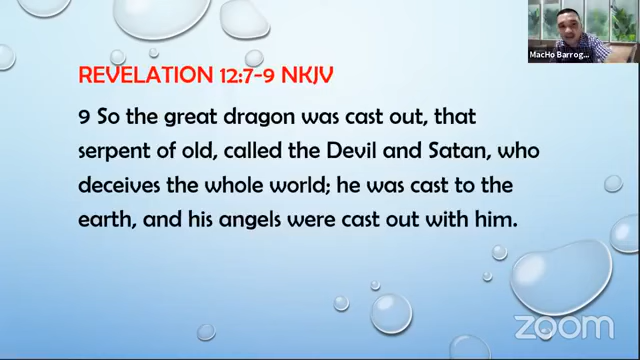 REVELATION 12:7-9 NKJV
9 So the great dragon was cast out, that
serpent of old, called the Devil and Satan, who
deceives the whole world; he was cast to the
earth, and his angels were cast out with him.
MacHo Barrog...
zoom